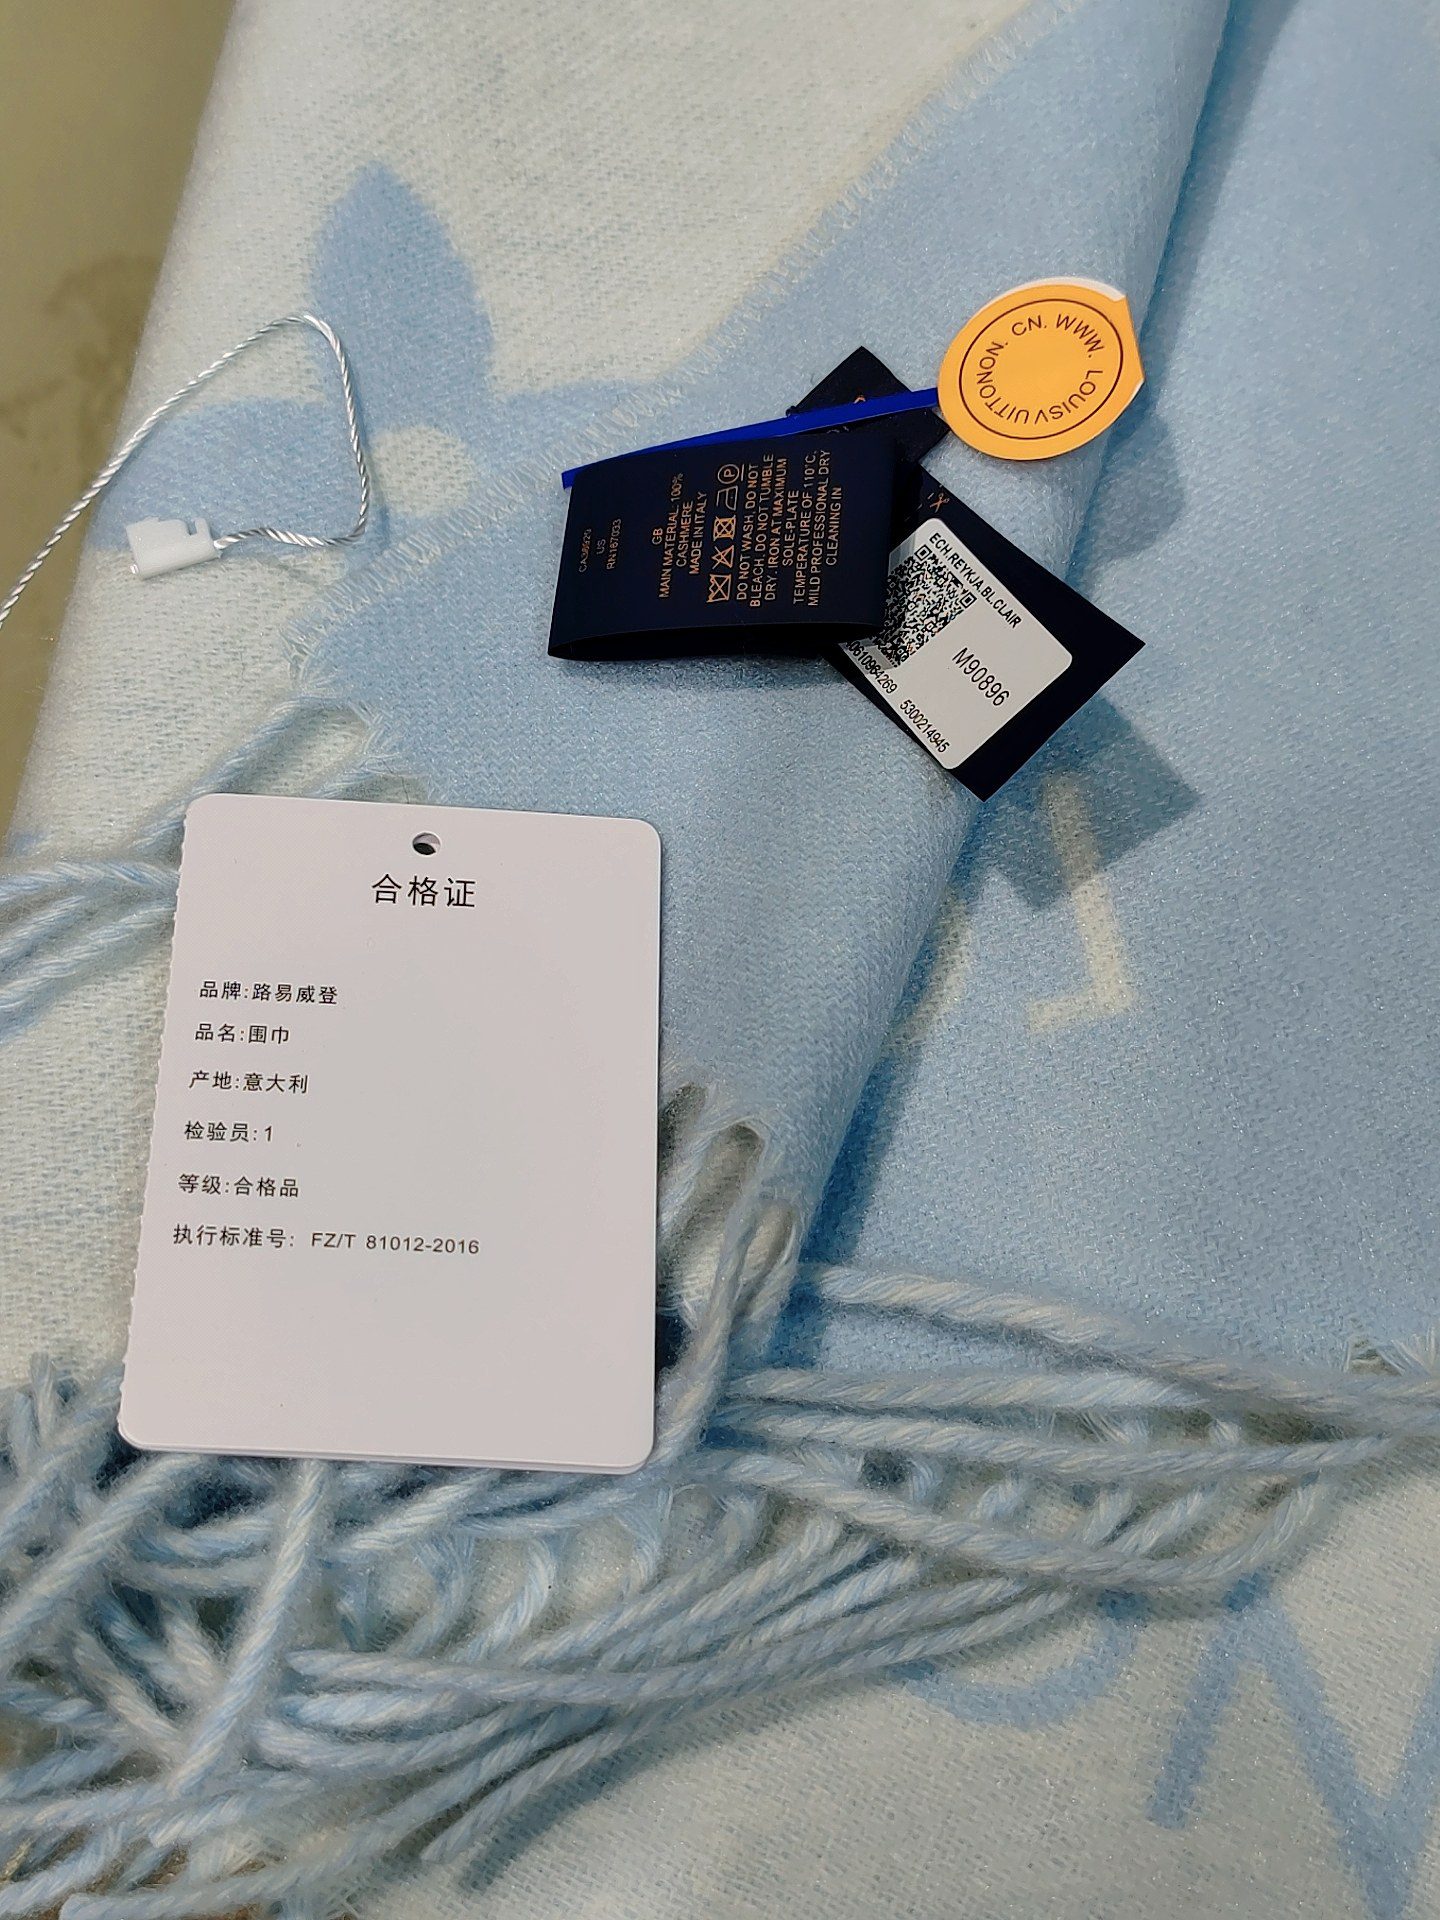 CN. WWW. LOUISVUITTONON.
CA36929
US
RN167033
GB
MAIN MATERIAL: 100%
CASHMERE
MADE IN ITALY
DO NOT WASH. DO NOT
BLEACH. DO NOT TUMBLE
DRY. IRON AT MAXIMUM
SOLE-PLATE
TEMPERATURE OF 110°C.
MILD PROFESSIONAL DRY
CLEANING IN
ECH.REYKJA.BL.CLAIR
M90896
5300214945
合格证
品牌:路易威登
品名:围巾
产地:意大利
检验员:1
等级:合格品
执行标准号: FZ/T 81012-2016